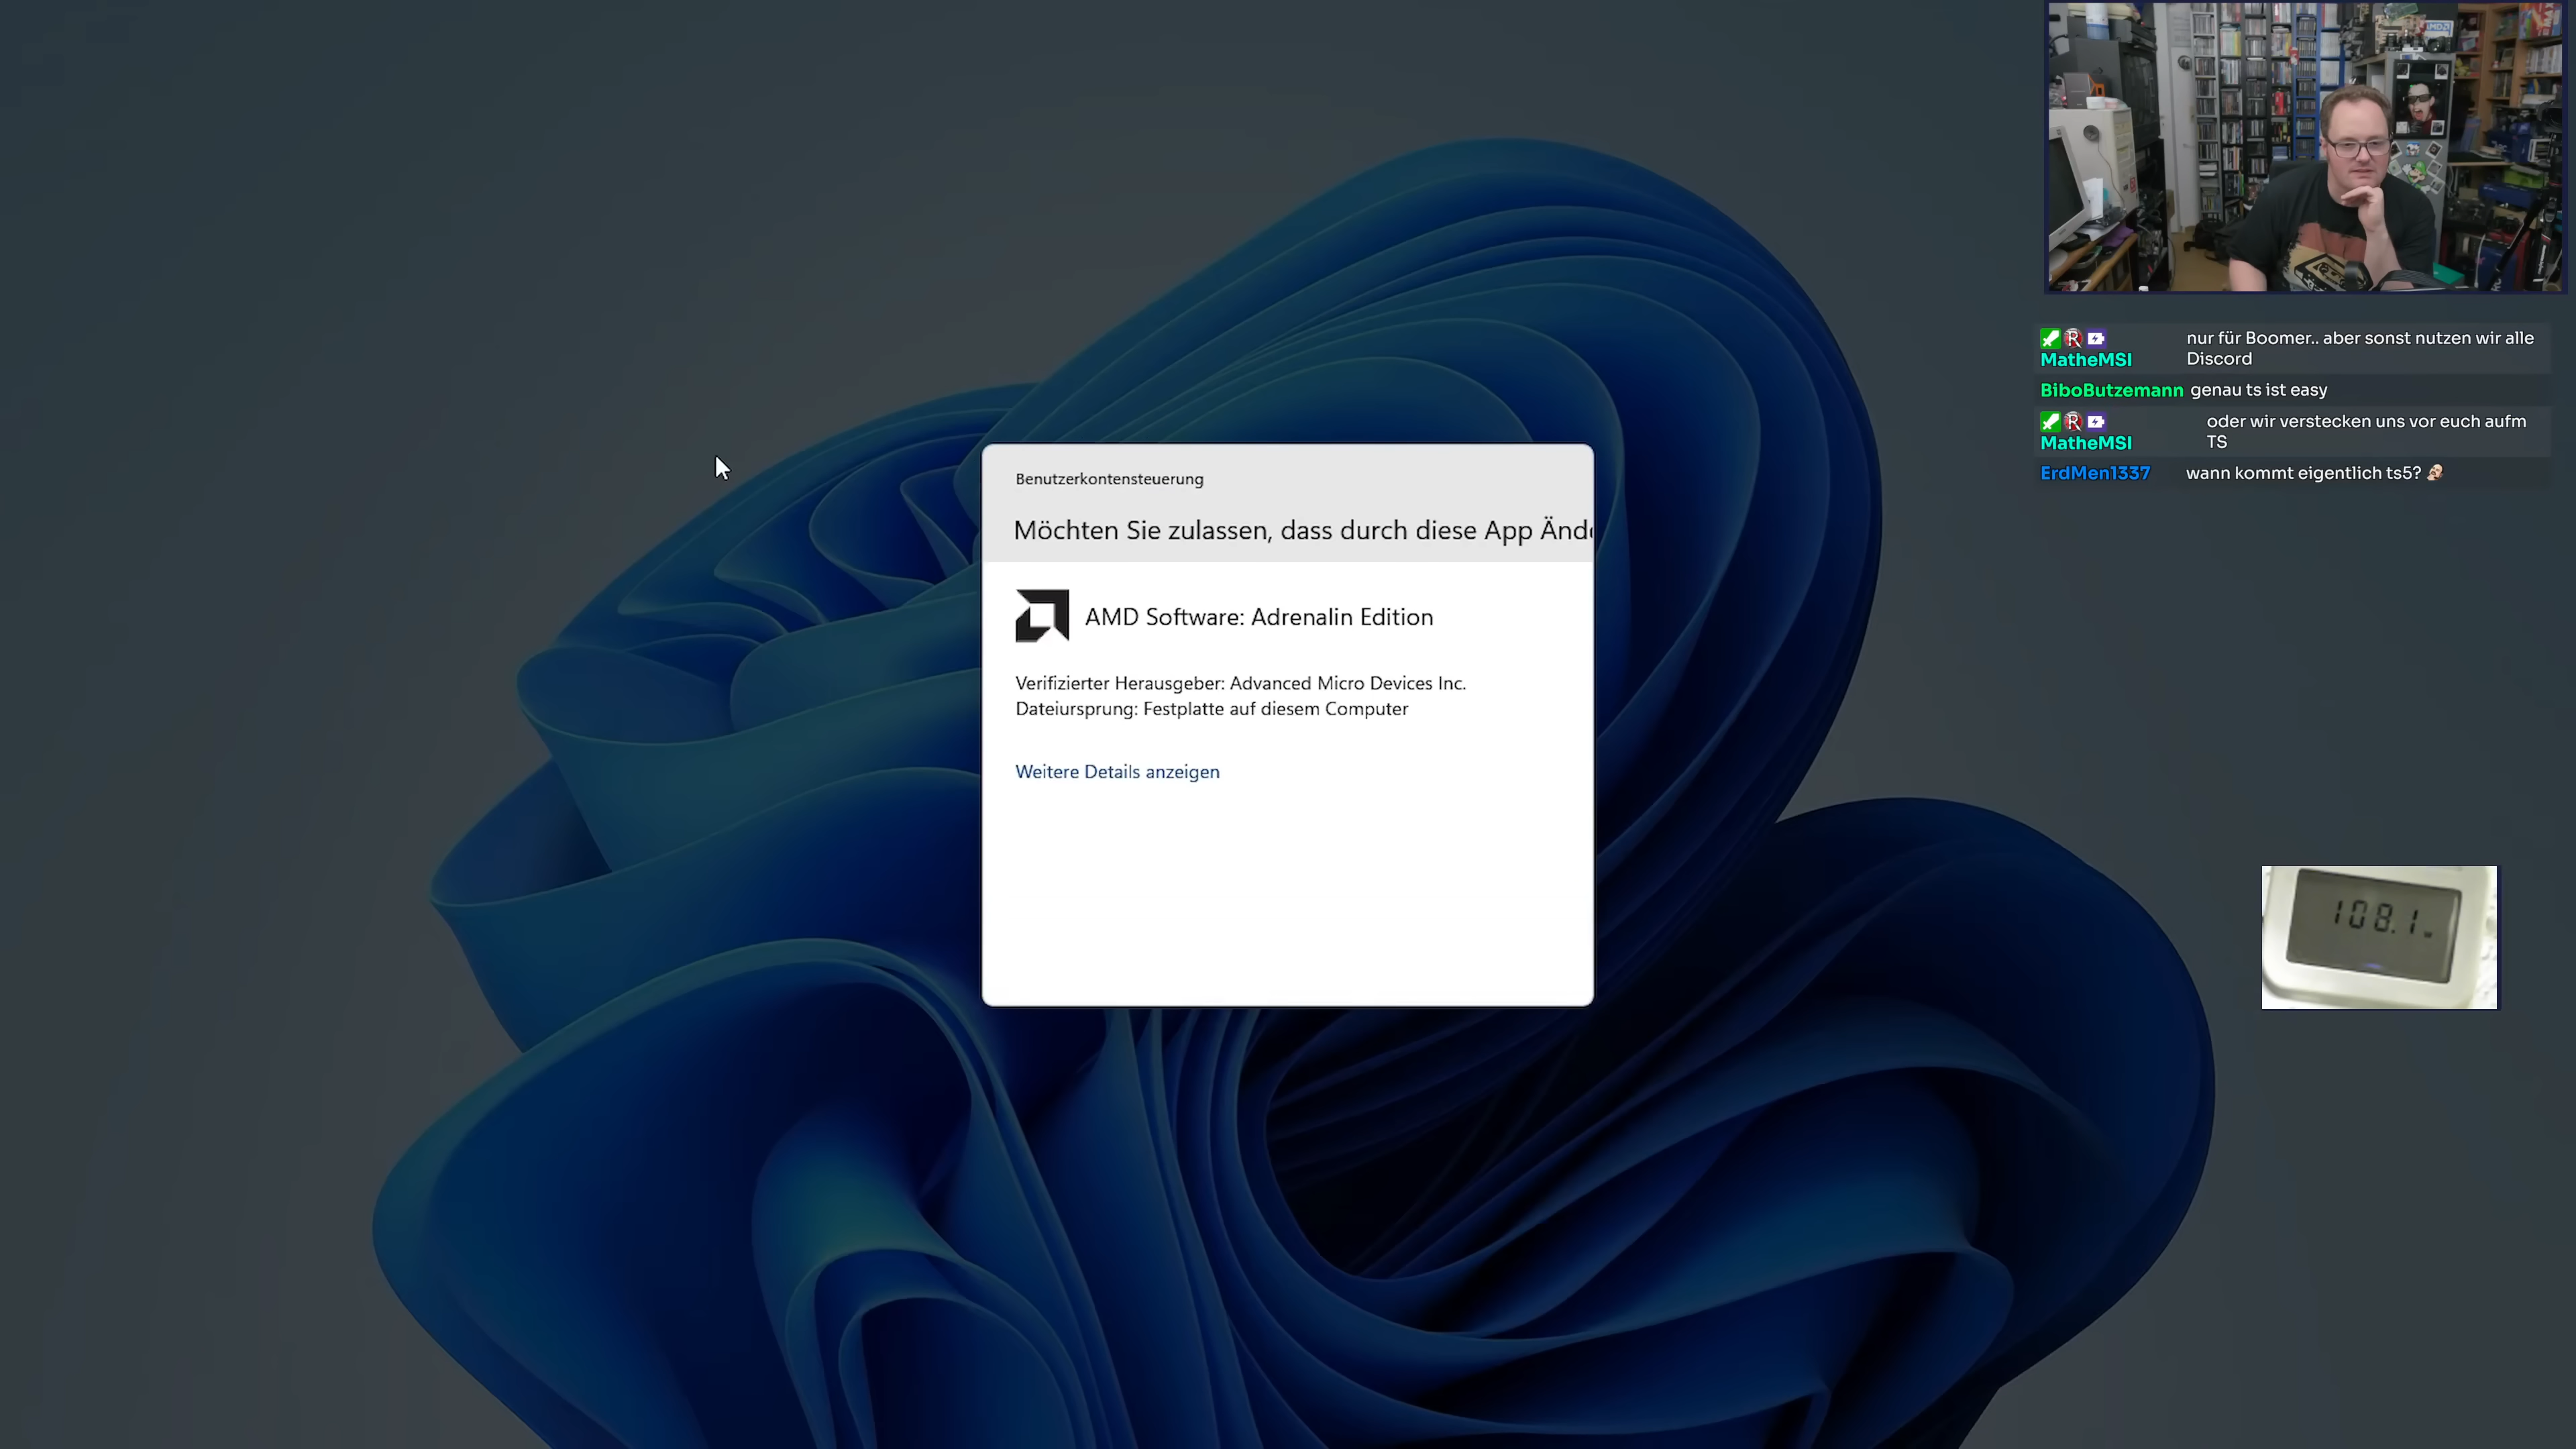 nur für Boomer.. aber sonst nutzen wir alle
MatheMSI Discord
BiboButzemann genau ts ist easy
oder wir verstecken uns vor euch aufm
MatheMSI TS
ErdMen1337 wann kommt eigentlich ts5?
Benutzerkontensteuerung
Möchten Sie zulassen, dass durch diese App Ände
AMD Software: Adrenalin Edition
Verifizierter Herausgeber: Advanced Micro Devices Inc.
Dateiursprung: Festplatte auf diesem Computer
Weitere Details anzeigen
108.1 w